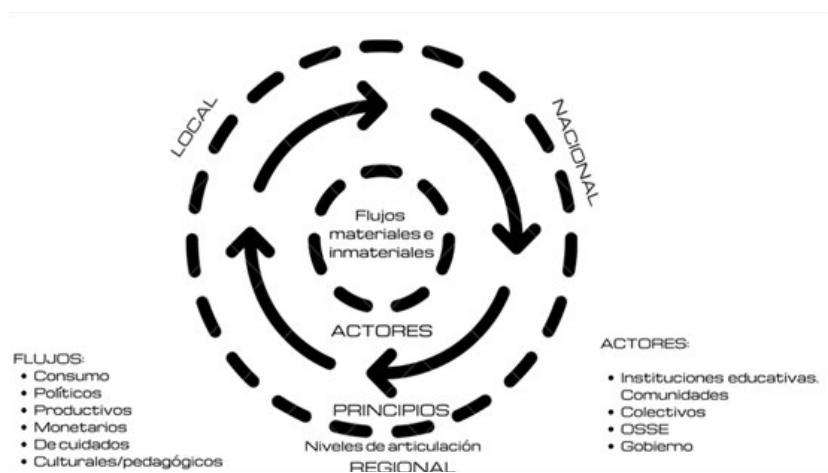 LOCAL
NACIONAL
Flujos
materiales e
inmateriales
ACTORES
PRINCIPIOS
Niveles de articulación
REGIONAL
FLUJOS:
• Consumo
• Políticos
• Productivos
• Monetarios
• De cuidados
• Culturales/pedagógicos
ACTORES:
• Instituciones educativas.
Comunidades
• Colectivos
• OSSE
• Gobierno